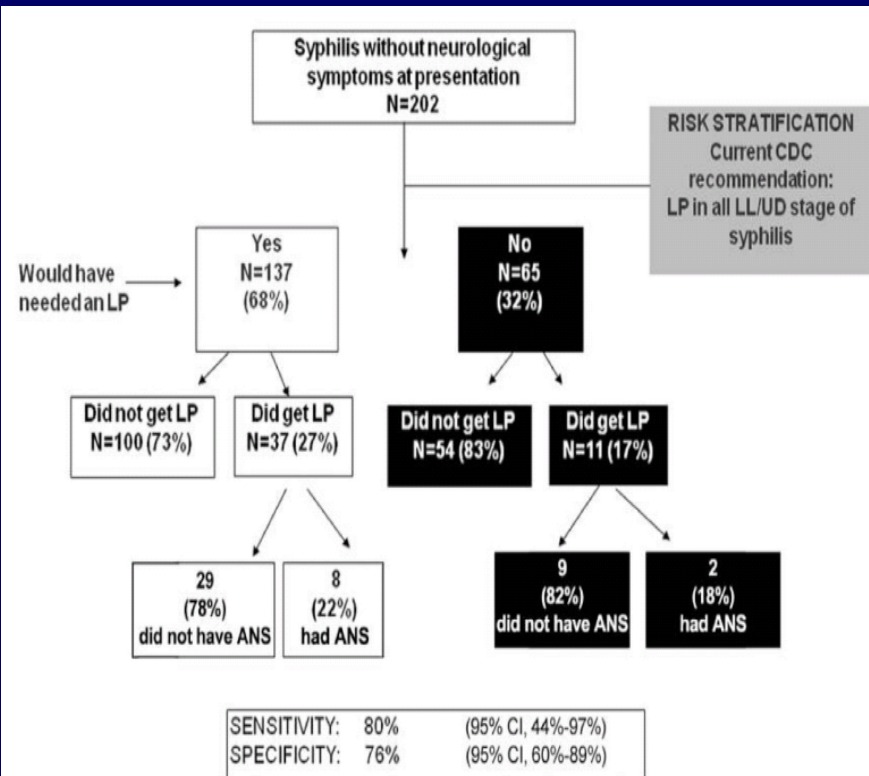 Syphilis without neurological
symptoms at presentation
N=202
RISK STRATIFICATION
Current CDC
recommendation:
LP in all LL/UD stage of
syphilis
Would have
needed an LP
Yes
N=137
(68%)
No
N=65
(32%)
Did not get LP
N=100 (73%)
Did get LP
N=37 (27%)
Did not get LP
N=54 (83%)
Did get LP
N=11 (17%)
29
(78%)
did not have ANS
8
(22%)
had ANS
9
(82%)
did not have ANS
2
(18%)
had ANS
SENSITIVITY: 80% (95% CI, 44%-97%)
SPECIFICITY: 76% (95% CI, 60%-89%)